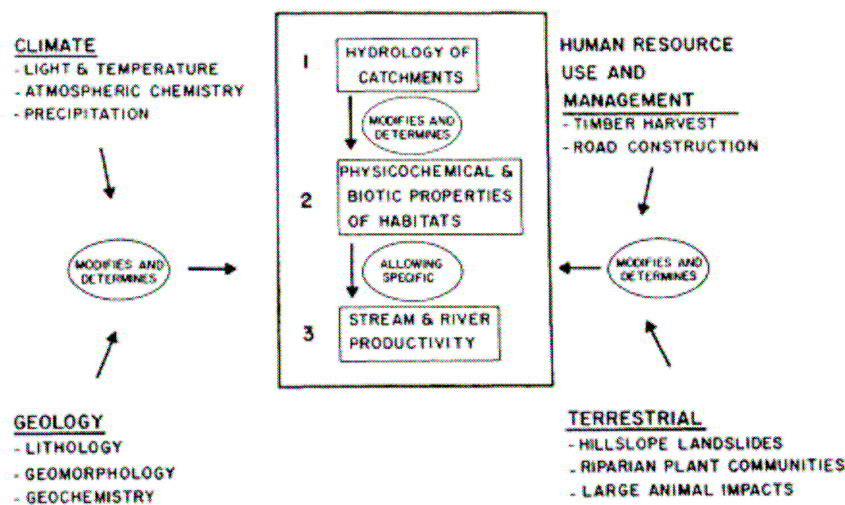 CLIMATE
- LIGHT & TEMPERATURE
- ATMOSPHERIC CHEMISTRY
- PRECIPITATION
MODIFIES AND
DETERMINES
GEOLOGY
- LITHOLOGY
- GEOMORPHOLOGY
- GEOCHEMISTRY
1
HYDROLOGY OF
CATCHMENTS
MODIFIES AND
DETERMINES
2
PHYSICOCHEMICAL &
BIOTIC PROPERTIES
OF HABITATS
ALLOWING
SPECIFIC
3
STREAM & RIVER
PRODUCTIVITY
HUMAN RESOURCE
USE AND
MANAGEMENT
- TIMBER HARVEST
- ROAD CONSTRUCTION
MODIFIES AND
DETERMINES
TERRESTRIAL
- HILLSLOPE LANDSLIDES
- RIPARIAN PLANT COMMUNITIES
- LARGE ANIMAL IMPACTS